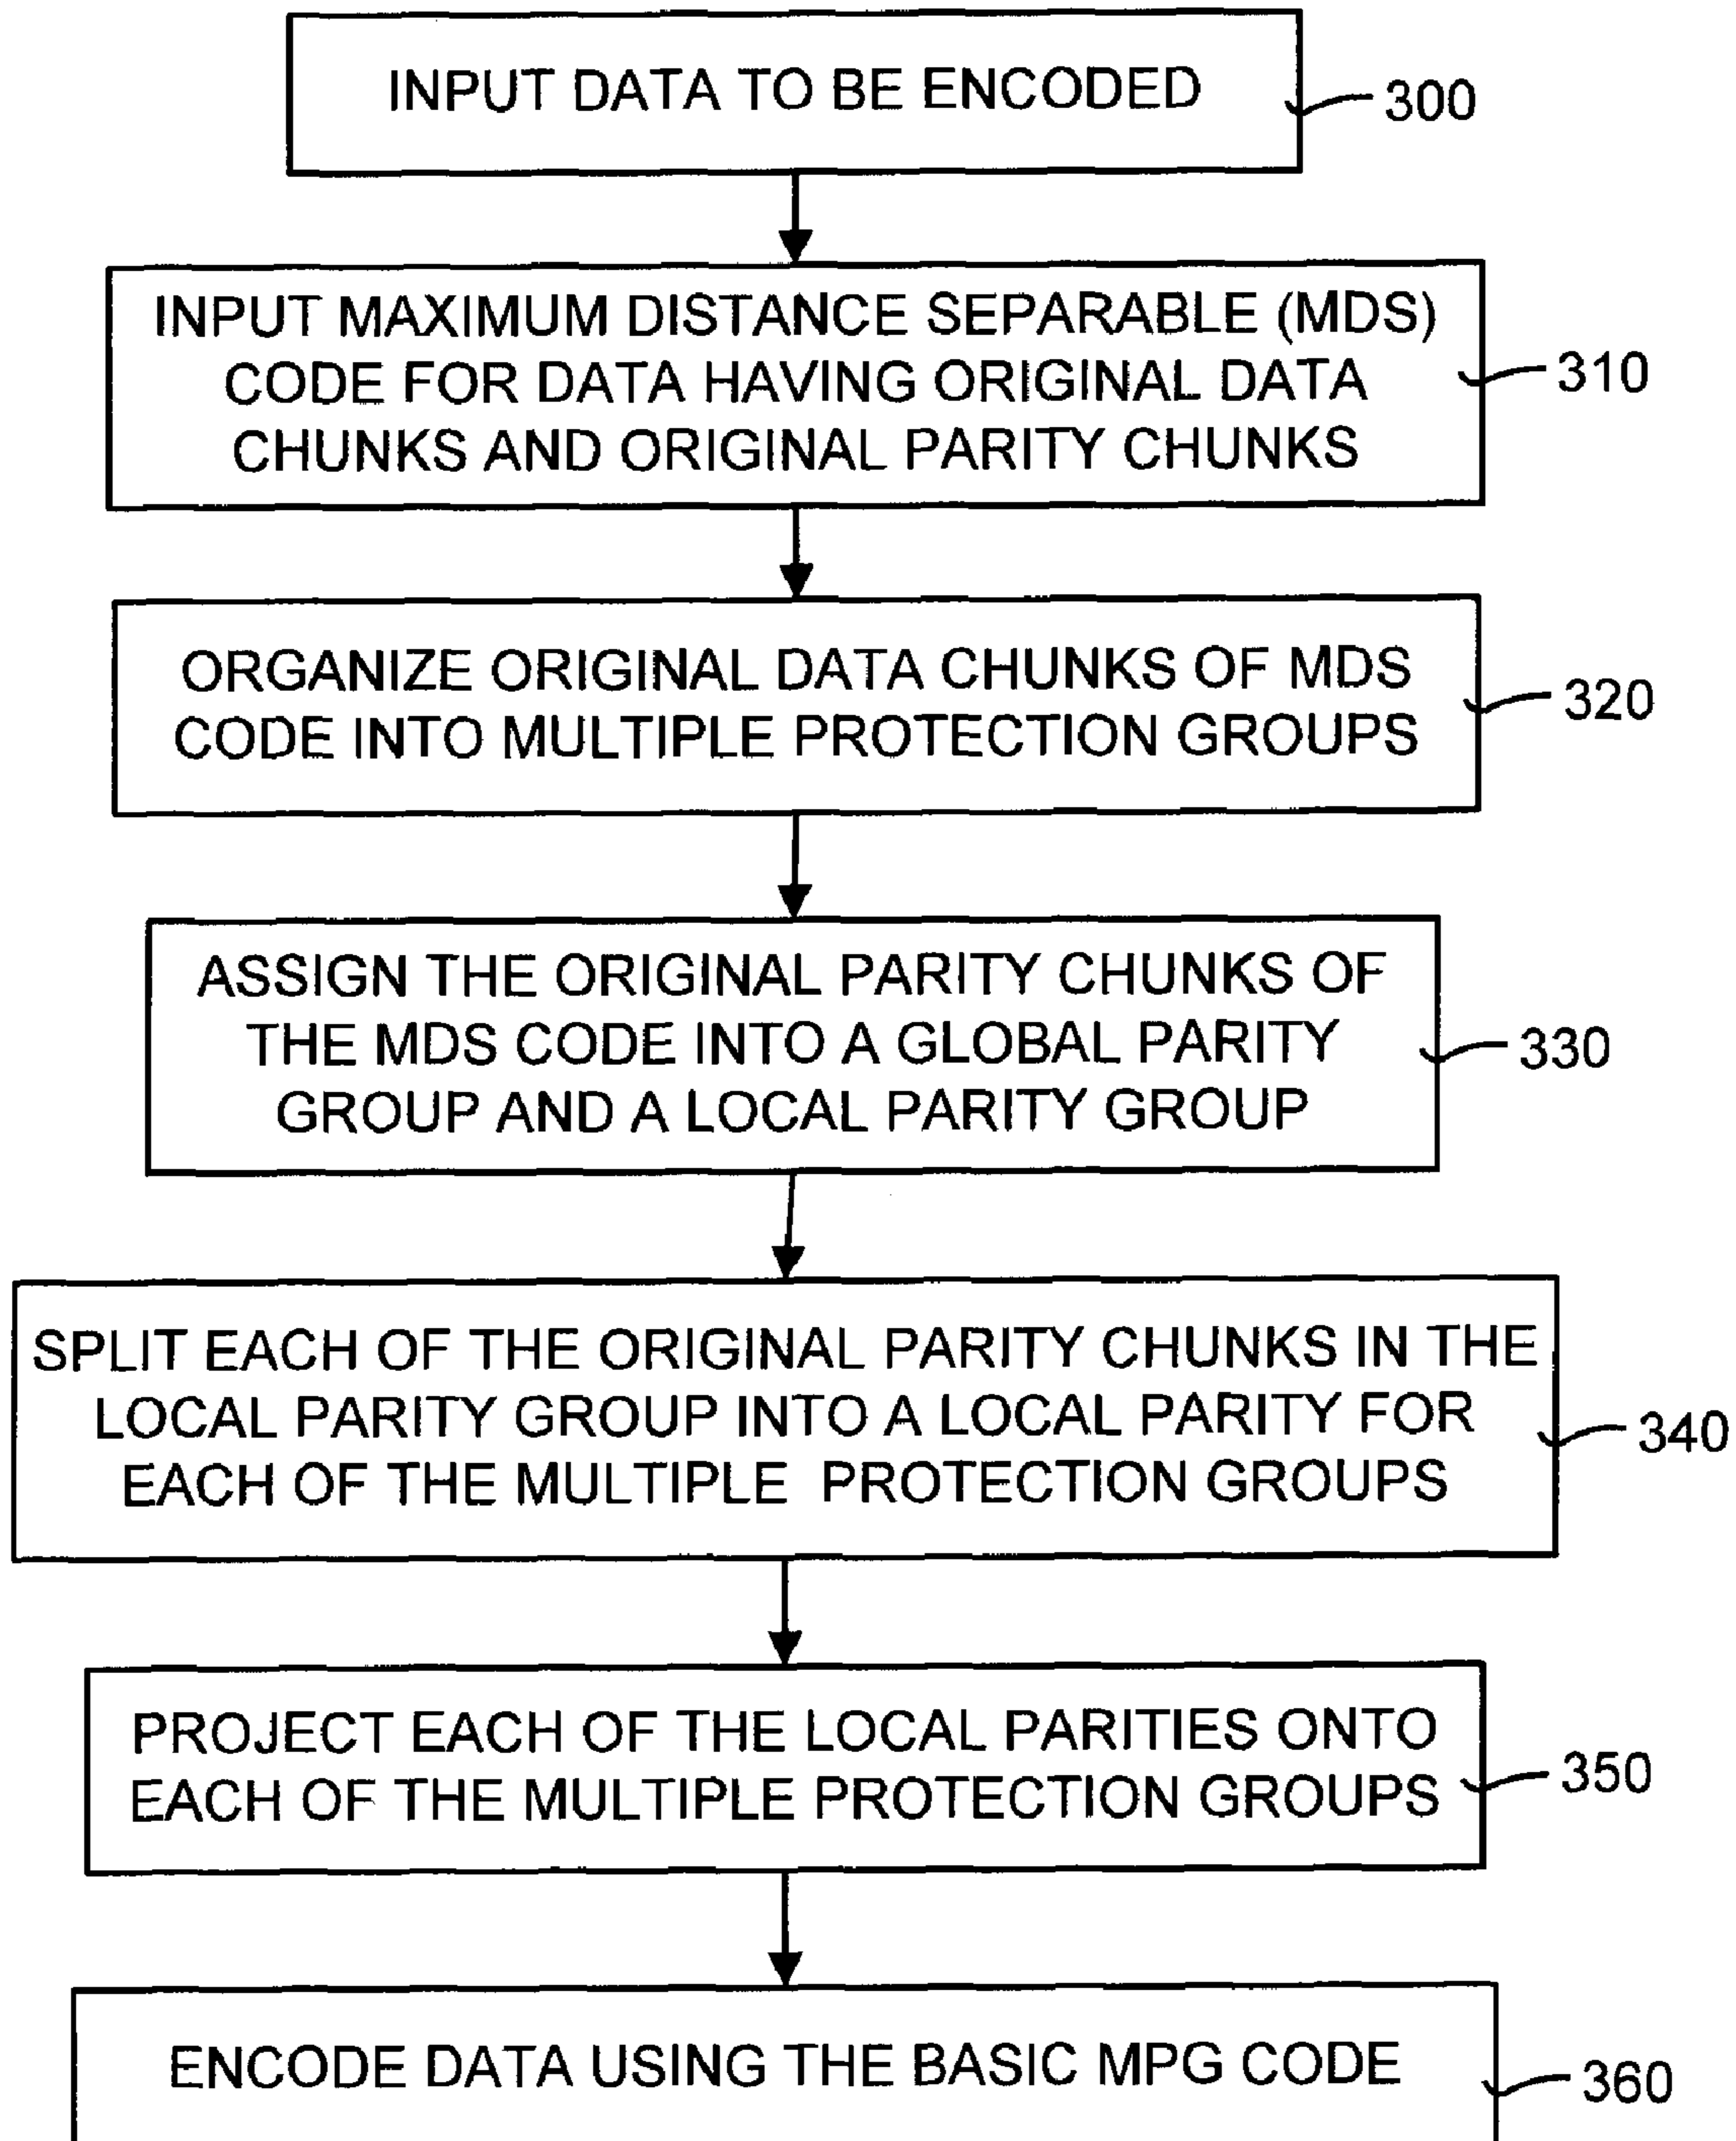 INPUT DATA TO BE ENCODED
300
INPUT MAXIMUM DISTANCE SEPARABLE (MDS)
CODE FOR DATA HAVING ORIGINAL DATA
CHUNKS AND ORIGINAL PARITY CHUNKS
310
ORGANIZE ORIGINAL DATA CHUNKS OF MDS
CODE INTO MULTIPLE PROTECTION GROUPS
320
ASSIGN THE ORIGINAL PARITY CHUNKS OF
THE MDS CODE INTO A GLOBAL PARITY
GROUP AND A LOCAL PARITY GROUP
330
SPLIT EACH OF THE ORIGINAL PARITY CHUNKS IN THE
LOCAL PARITY GROUP INTO A LOCAL PARITY FOR
EACH OF THE MULTIPLE PROTECTION GROUPS
340
PROJECT EACH OF THE LOCAL PARITIES ONTO
EACH OF THE MULTIPLE PROTECTION GROUPS
350
ENCODE DATA USING THE BASIC MPG CODE
360